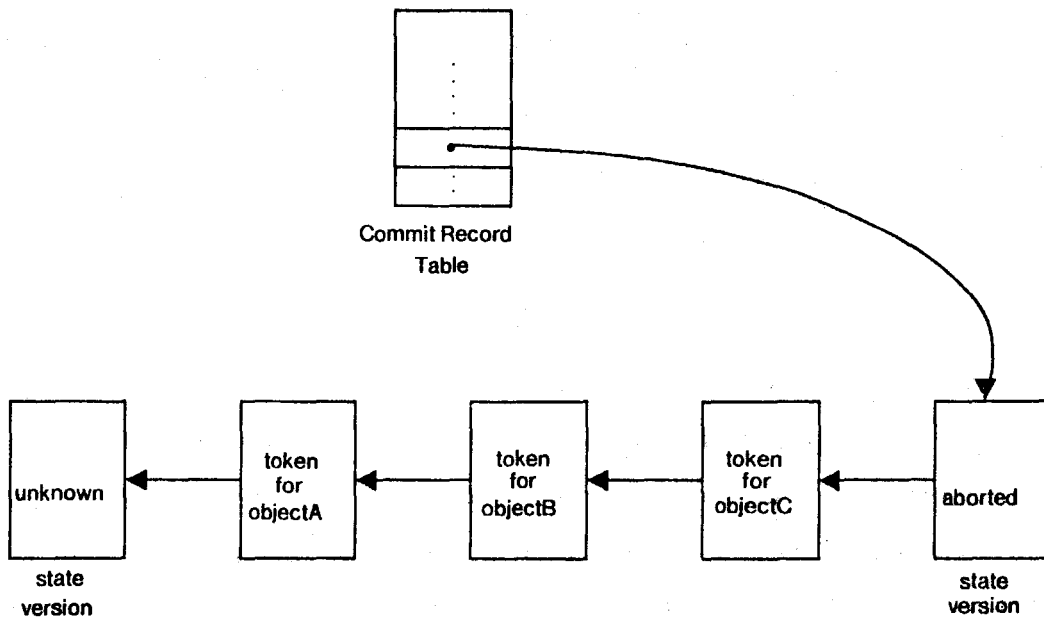 Commit Record
Table
unknown
token
for
objectA
token
for
objectB
token
for
objectC
aborted
state
version
state
version